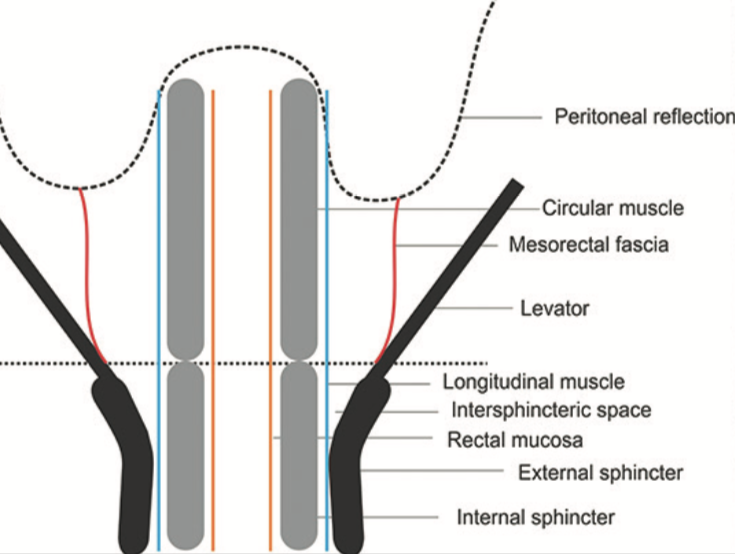 Peritoneal reflection
Circular muscle
Mesorectal fascia
Levator
Longitudinal muscle
Intersphincteric space
Rectal mucosa
External sphincter
Internal sphincter